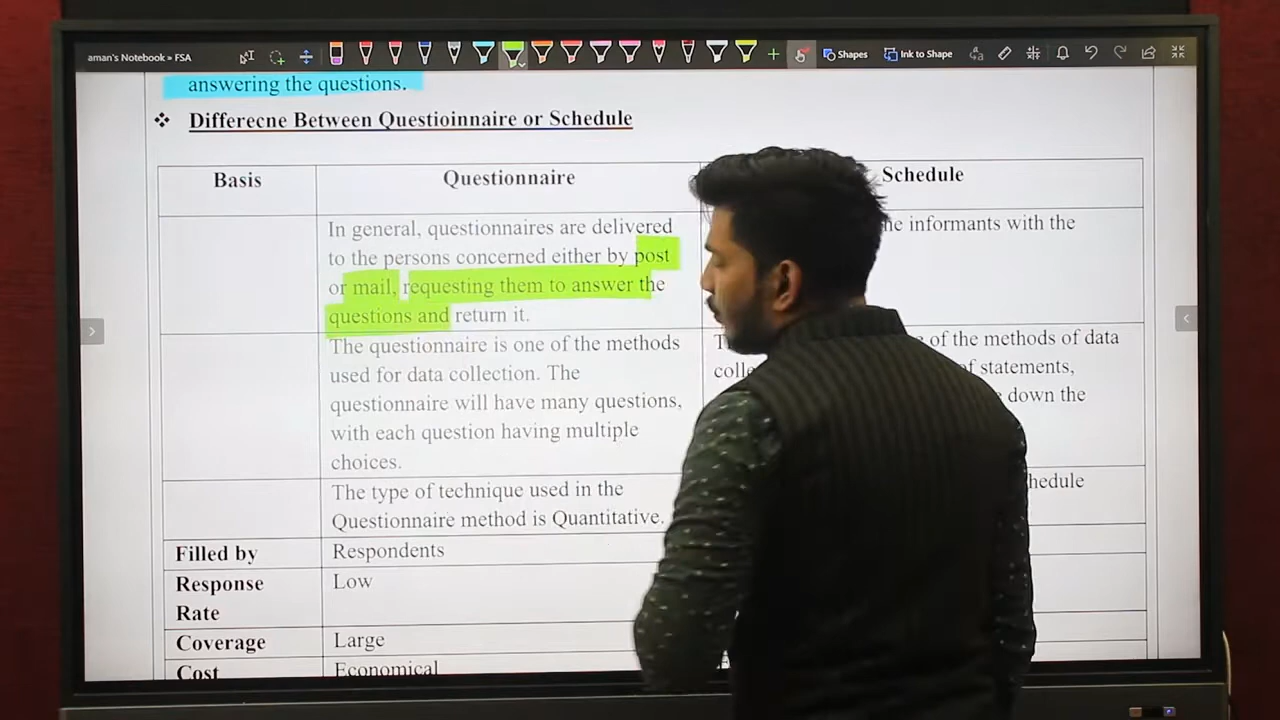 aman's Notebook » FSA
Shapes
Ink to Shape
answering the questions.
❖ Differecne Between Questioinnaire or Schedule
Basis
Questionnaire
Schedule
In general, questionnaires are delivered
to the persons concerned either by post
or mail, requesting them to answer the
questions and return it.
informants with the
The questionnaire is one of the methods
used for data collection. The
questionnaire will have many questions,
with each question having multiple
choices.
of the methods of data
of statements,
down the
The type of technique used in the
Questionnaire method is Quantitative.
Filled by
Respondents
Response
Rate
Low
Coverage
Large
Cost
Economical